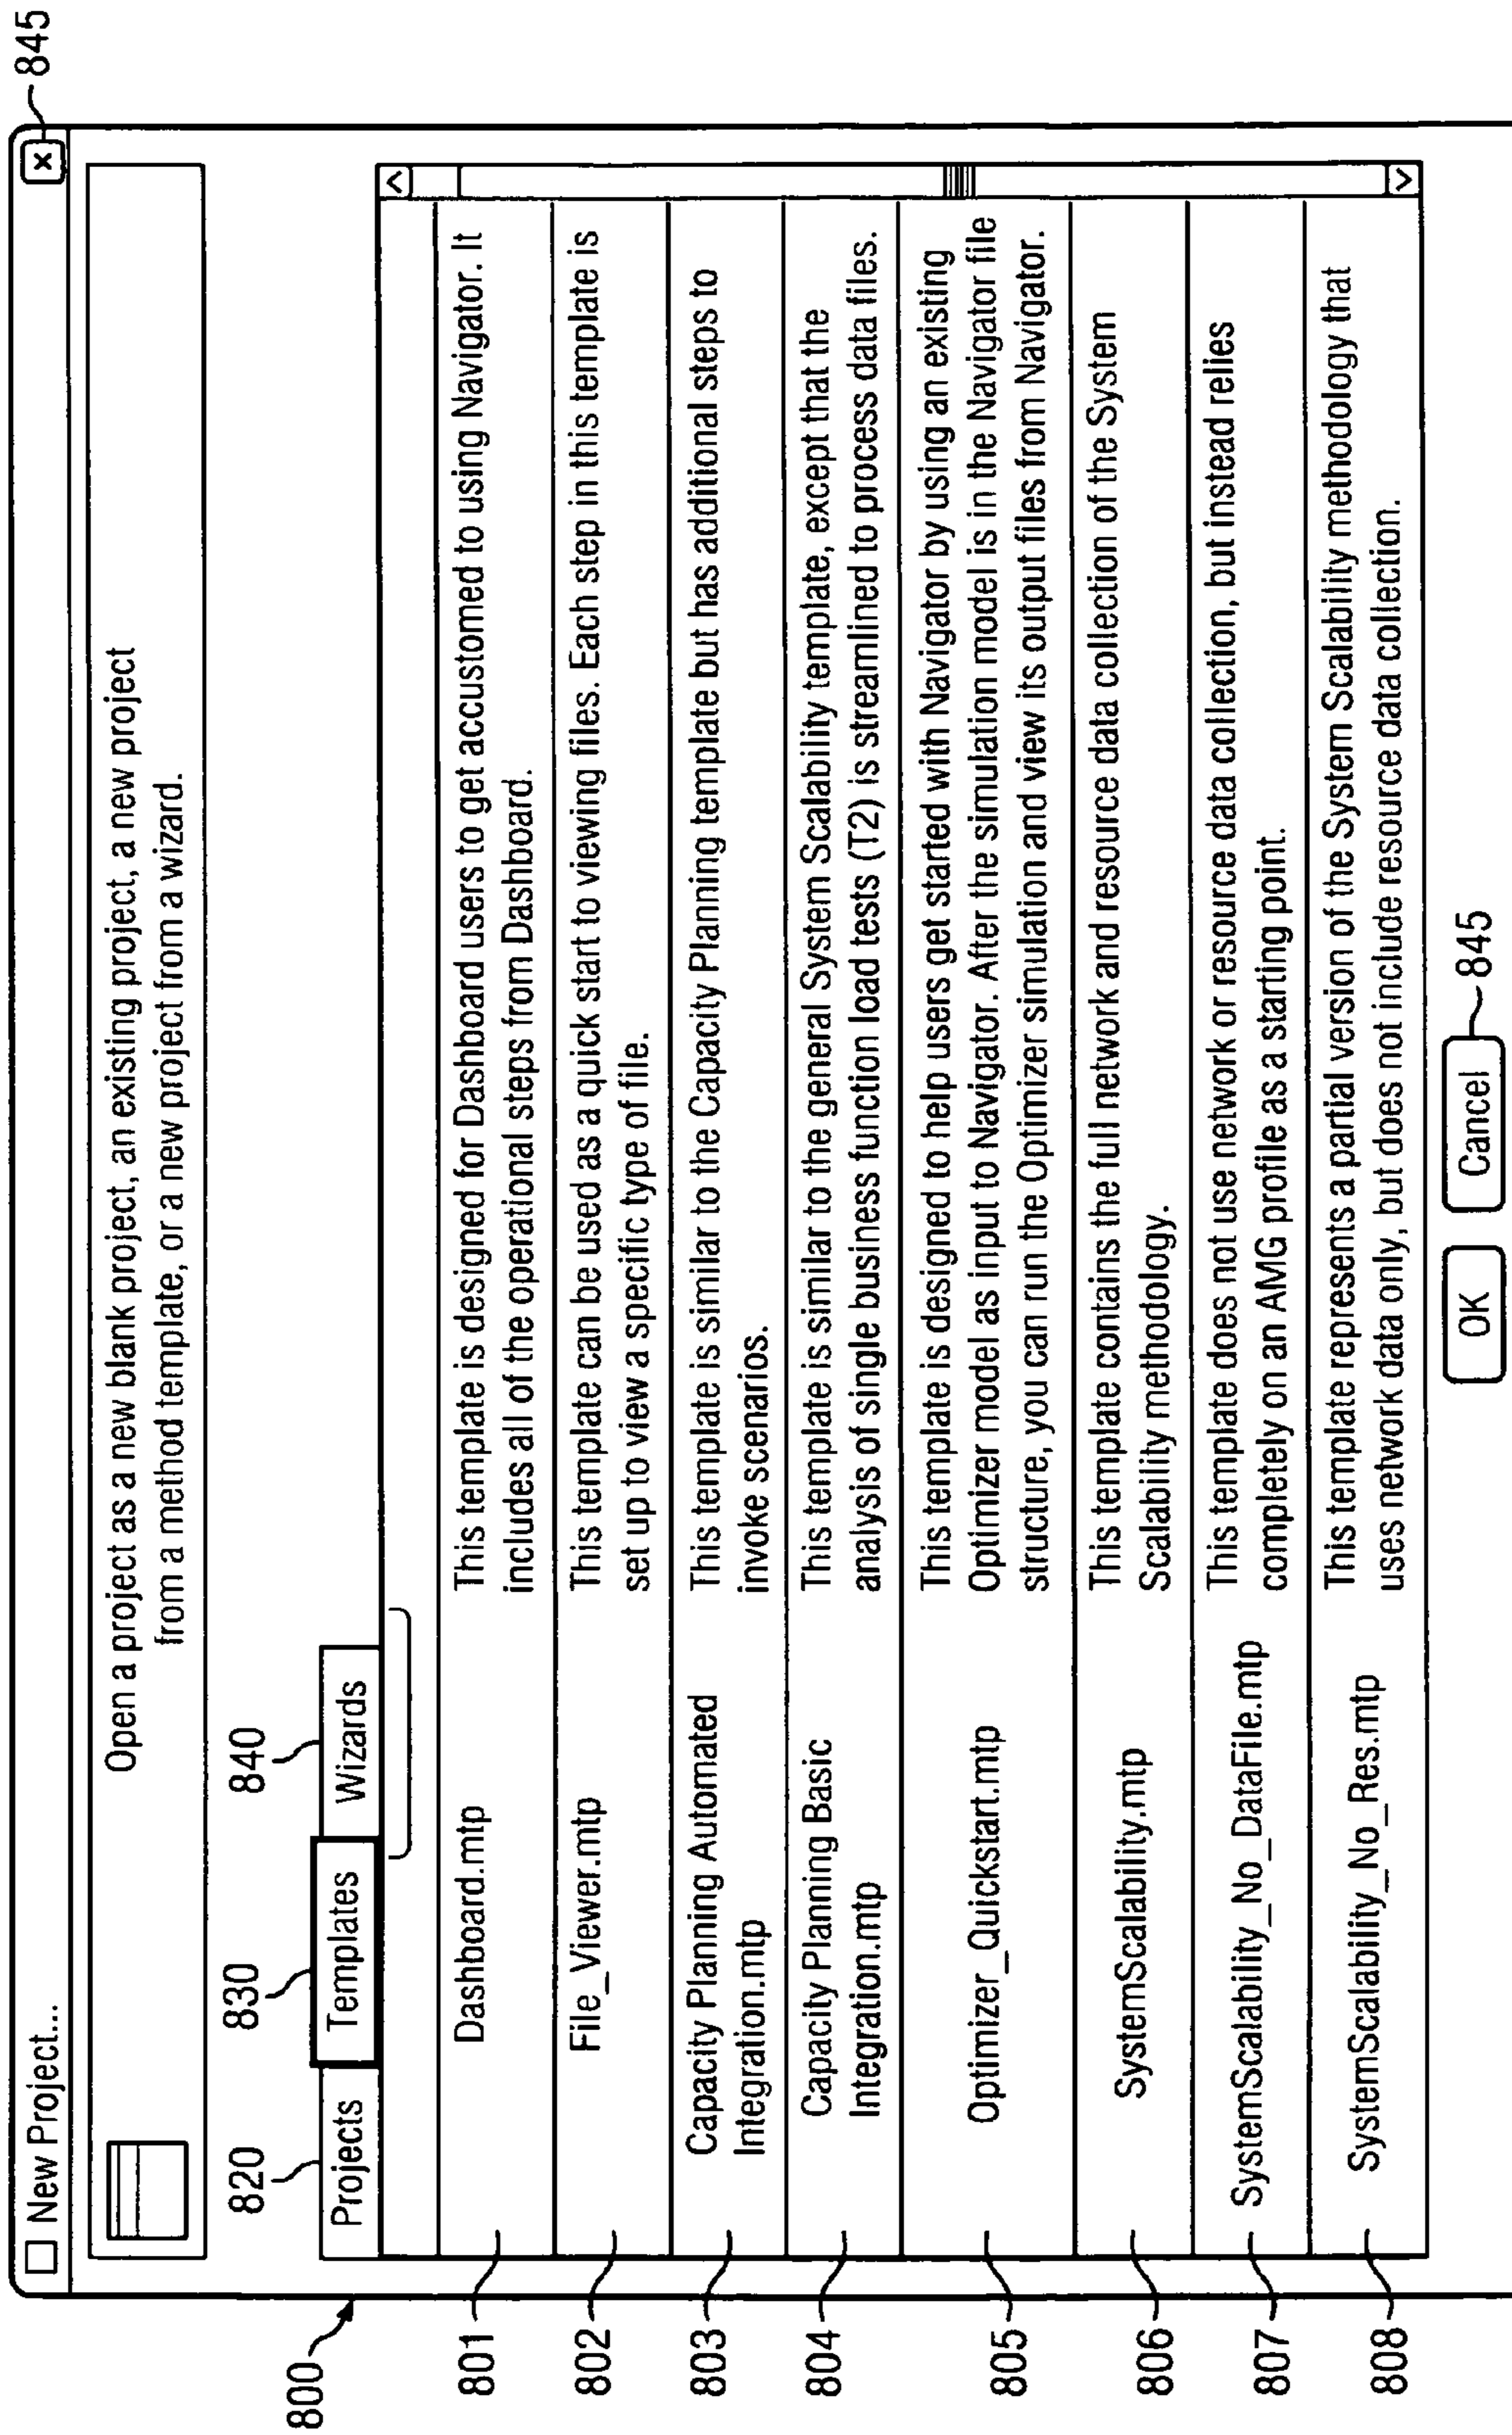 845
New Project...
x
Open a project as a new blank project, an existing project, a new project
from a method template, or a new project from a wizard.
800
820
830
840
Projects
Templates
Wizards
801
Dashboard.mtp
This template is designed for Dashboard users to get accustomed to using Navigator. It
includes all of the operational steps from Dashboard.
802
File_Viewer.mtp
This template can be used as a quick start to viewing files. Each step in this template is
set up to view a specific type of file.
803
Capacity Planning Automated
Integration.mtp
This template is similar to the Capacity Planning template but has additional steps to
invoke scenarios.
804
Capacity Planning Basic
Integration.mtp
This template is similar to the general System Scalability template, except that the
analysis of single business function load tests (T2) is streamlined to process data files.
805
Optimizer_Quickstart.mtp
This template is designed to help users get started with Navigator by using an existing
Optimizer model as input to Navigator. After the simulation model is in the Navigator file
structure, you can run the Optimizer simulation and view its output files from Navigator.
806
SystemScalability.mtp
This template contains the full network and resource data collection of the System
Scalability methodology.
807
SystemScalability_No_DataFile.mtp
This template does not use network or resource data collection, but instead relies
completely on an AMG profile as a starting point.
808
SystemScalability_No_Res.mtp
This template represents a partial version of the System Scalability methodology that
uses network data only, but does not include resource data collection.
OK
Cancel
845